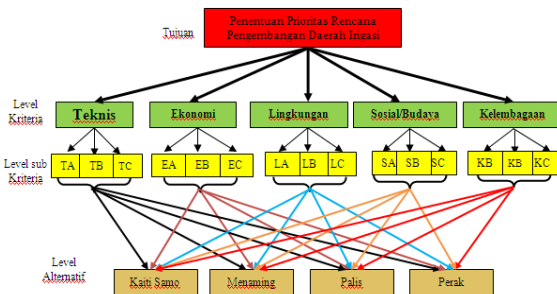 Penentuan Prioritas Rencana
Pengembangan Daerah Irigasi
Tujuan
Level
Kriteria
Teknis
Ekonomi
Lingkungan
Sosial/Budaya
Kelembagaan
Level sub
Kriteria
TA TB TC
EA EB EC
LA LB LC
SA SB SC
KB KB KC
Level
Alternatif
Kaiti Samo
Menaming
Palis
Perak